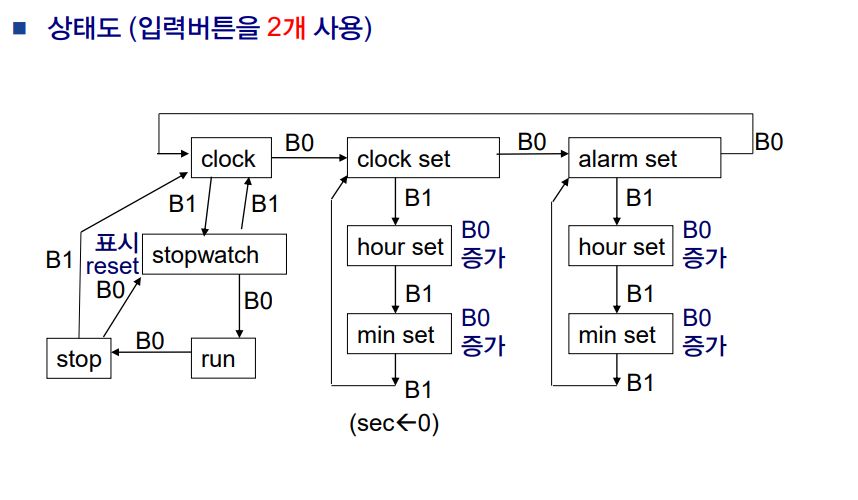 상태도 (입력버튼을 2개 사용)
B0
B0
B0
clock
clock set
alarm set
B1
B1
B1
B1
표시
reset
stopwatch
hour set
B0
증가
hour set
B0
증가
B1
B0
B0
B1
B1
B0
stop
run
min set
B0
증가
min set
B0
증가
B1
B1
(sec←0)